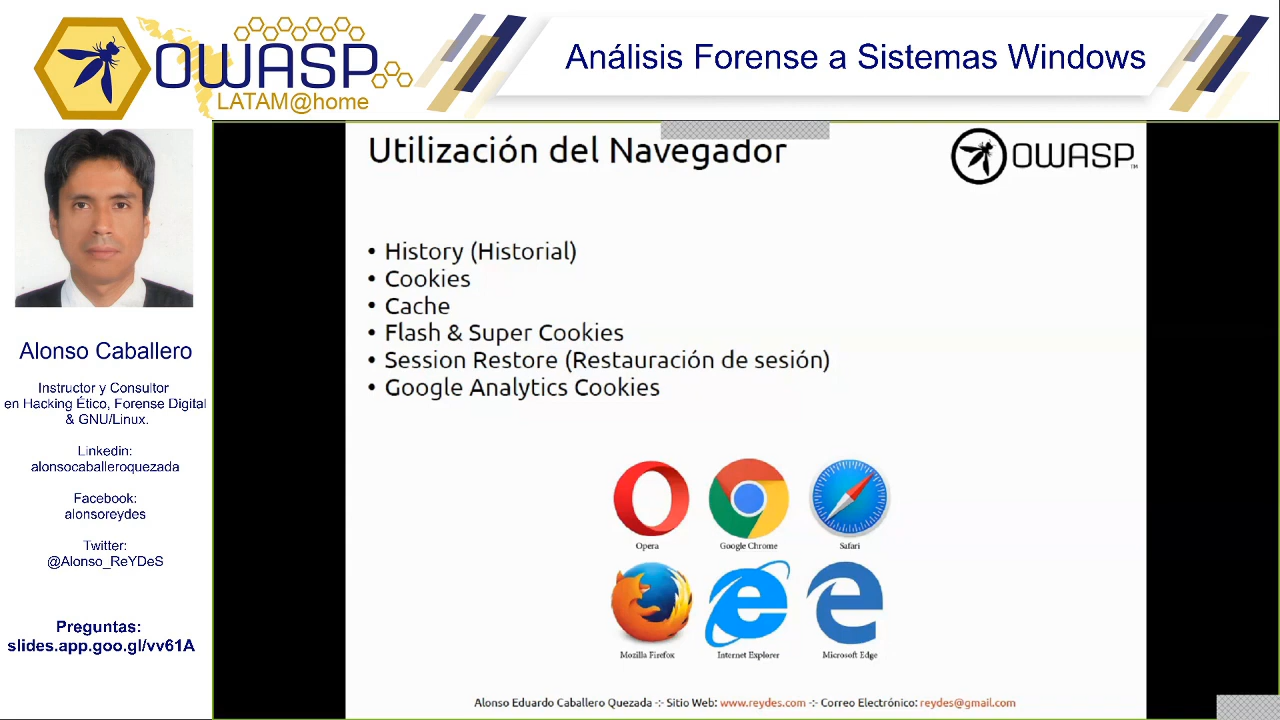 OWASP
LATAM@home
Análisis Forense a Sistemas Windows
Alonso Caballero
Instructor y Consultor
en Hacking Ético, Forense Digital
& GNU/Linux.
Linkedin:
alonsocaballeroquezada
Facebook:
alonsoreydes
Twitter:
@Alonso_ReYDeS
Preguntas:
slides.app.goo.gl/vv61A
Utilización del Navegador
OWASP
TM
• History (Historial)
• Cookies
• Cache
• Flash & Super Cookies
• Session Restore (Restauración de sesión)
• Google Analytics Cookies
Opera
Google Chrome
Safari
Mozilla Firefox
Internet Explorer
Microsoft Edge
Alonso Eduardo Caballero Quezada -:- Sitio Web: www.reydes.com -:- Correo Electrónico: reydes@gmail.com